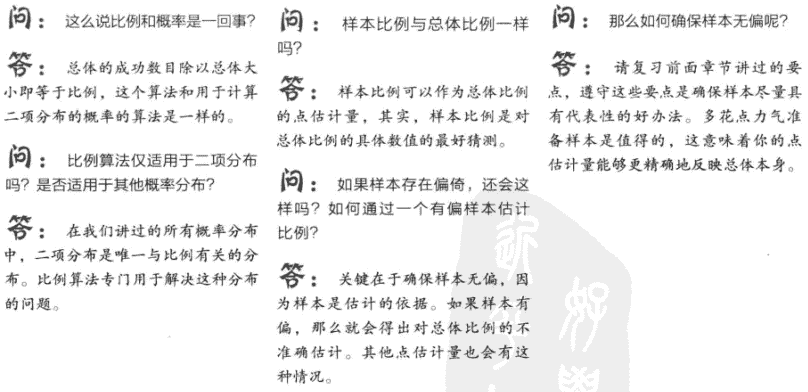 问：这么说比例和概率是一回事？
答：总体的成功数目除以总体大
小即等于比例，这个算法和用于计算
二项分布的概率的算法是一样的。
问：比例算法仅适用于二项分布
吗？是否适用于其他概率分布？
答：在我们讲过的所有概率分布
中，二项分布是唯一与比例有关的分
布。比例算法专门用于解决这种分布
的问题。
问：样本比例与总体比例一样
吗？
答：样本比例可以作为总体比例
的点估计量，其实，样本比例是对
总体比例的具体数值的最好猜测。
问：如果样本存在偏倚，还会这
样吗？如何通过一个有偏样本估计
比例？
答：关键在于确保样本无偏，因
为样本是估计的依据。如果样本有
偏，那么就会得出对总体比例的不
准确估计。其他点估计量也会有这
种情况。
问：那么如何确保样本无偏呢？
答：请复习前面章节讲过的要
点，遵守这些要点是确保样本尽量具
有代表性的好办法。多花点力气准
备样本是值得的，这意味着你的点
估计量能够更精确地反映总体本身。